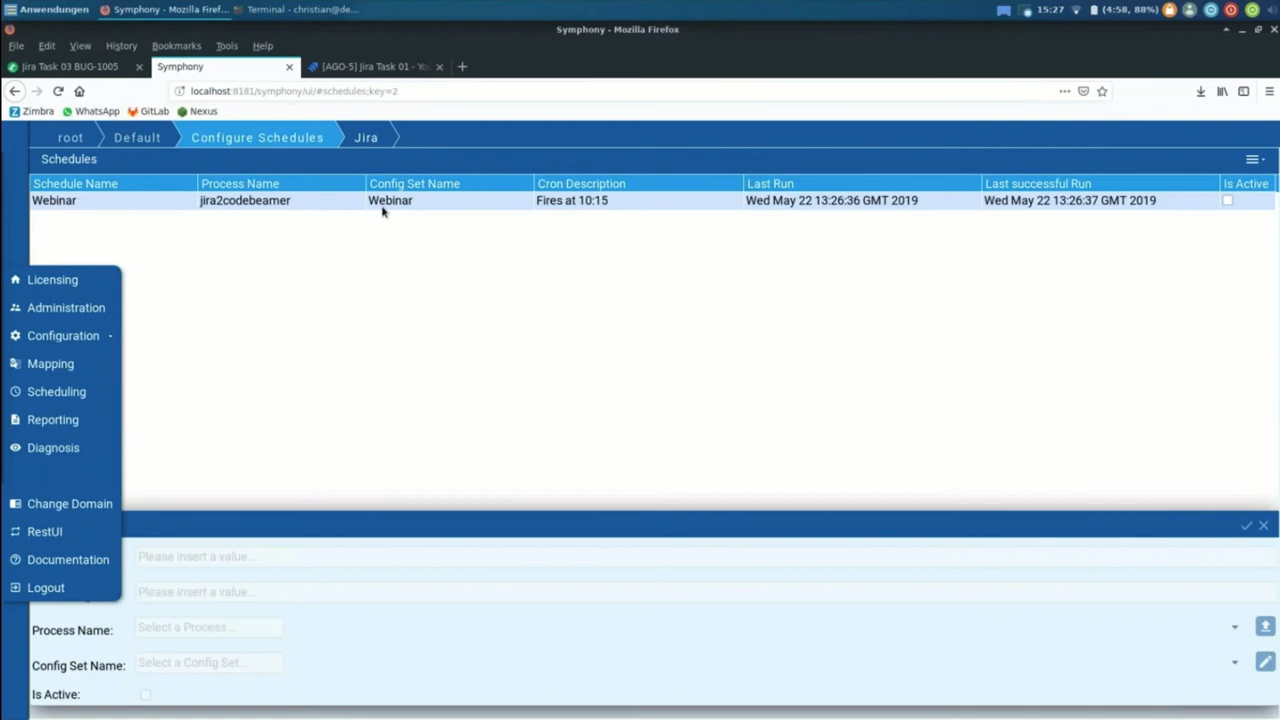 Anwendungen Symphony - Mozilla Firef... Terminal - christian@de... 15:27 (4:58, 88%)
Symphony - Mozilla Firefox
File Edit View History Bookmarks Tools Help
Jira Task 03 BUG-1005 Symphony [AGO-5] Jira Task 01 - Yo
localhost:8181/symphony/ui/#schedules;key=2
Zimbra WhatsApp GitLab Nexus
root Default Configure Schedules Jira
Schedules
Schedule Name Process Name Config Set Name Cron Description Last Run Last successful Run Is Active
Webinar jira2codebeamer Webinar Fires at 10:15 Wed May 22 13:26:36 GMT 2019 Wed May 22 13:26:37 GMT 2019
Licensing
Administration
Configuration
Mapping
Scheduling
Reporting
Diagnosis
Change Domain
RestUI
Documentation
Logout
Please insert a value...
Please insert a value...
Process Name: Select a Process...
Config Set Name: Select a Config Set...
Is Active: